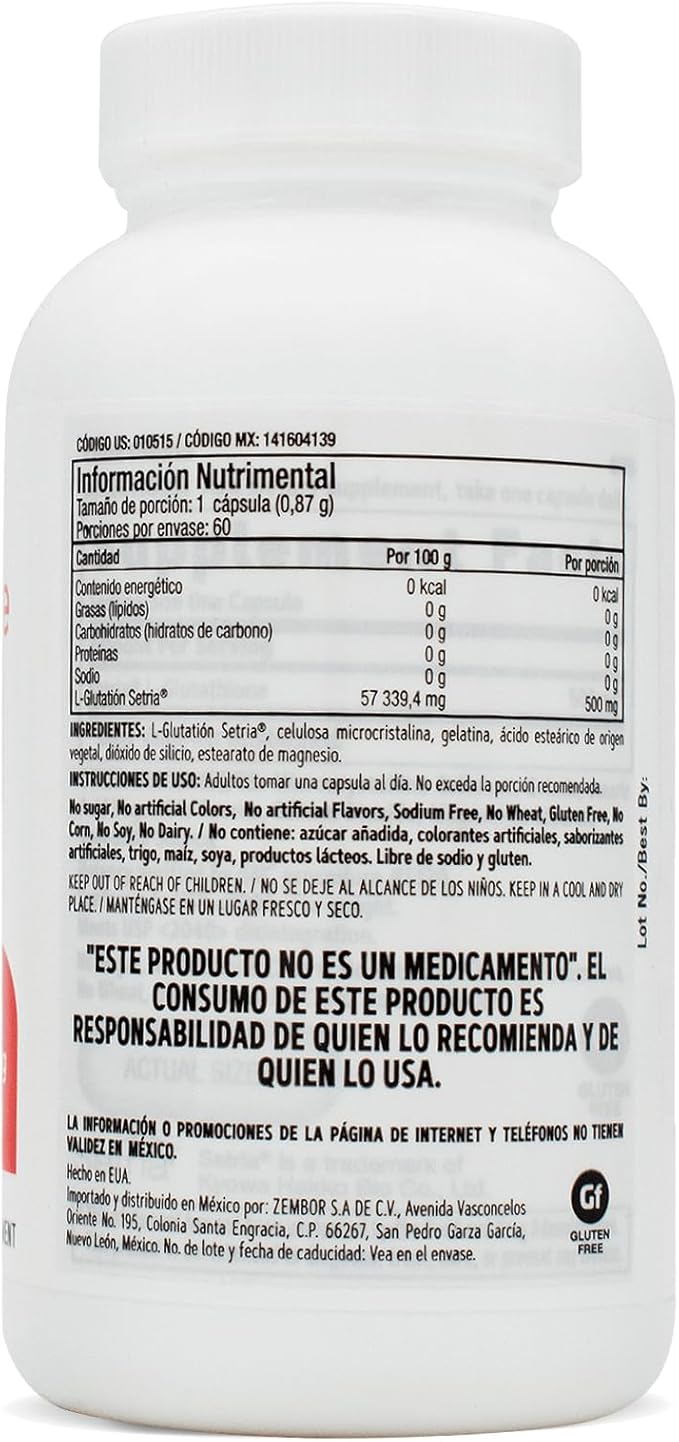 CÓDIGO US: 010515 / CÓDIGO MX: 141604139
Información Nutrimental
Tamaño de porción: 1 cápsula (0,87 g)
Porciones por envase: 60
Cantidad Por 100 g Por porción
Contenido energético 0 kcal 0 kcal
Grasas (lípidos) 0 g 0 g
Carbohidratos (hidratos de carbono) 0 g 0 g
Proteínas 0 g 0 g
Sodio 0 g 0 g
L-Glutatión Setria® 57 339,4 mg 500 mg
INGREDIENTES: L-Glutatión Setria®, celulosa microcristalina, gelatina, ácido esteárico de origen
vegetal, dióxido de silicio, estearato de magnesio.
INSTRUCCIONES DE USO: Adultos tomar una capsula al día. No exceda la porción recomendada.
No sugar, No artificial Colors, No artificial Flavors, Sodium Free, No Wheat, Gluten Free, No
Corn, No Soy, No Dairy. / No contiene: azúcar añadida, colorantes artificiales, saborizantes
artificiales, trigo, maíz, soya, productos lácteos. Libre de sodio y gluten.
KEEP OUT OF REACH OF CHILDREN. / NO SE DEJE AL ALCANCE DE LOS NIÑOS. KEEP IN A COOL AND DRY
PLACE. / MANTÉNGASE EN UN LUGAR FRESCO Y SECO.
"ESTE PRODUCTO NO ES UN MEDICAMENTO". EL
CONSUMO DE ESTE PRODUCTO ES
RESPONSABILIDAD DE QUIEN LO RECOMIENDA Y DE
QUIEN LO USA.
LA INFORMACIÓN O PROMOCIONES DE LA PÁGINA DE INTERNET Y TELÉFONOS NO TIENEN
VALIDEZ EN MÉXICO.
Hecho en EUA.
Importado y distribuido en México por: ZEMBOR S.A DE C.V., Avenida Vasconcelos
Oriente No. 195, Colonia Santa Engracia, C.P. 66267, San Pedro Garza García,
Nuevo León, México. No. de lote y fecha de caducidad: Vea en el envase.
Gf
GLUTEN
FREE
Lot No./Best By: